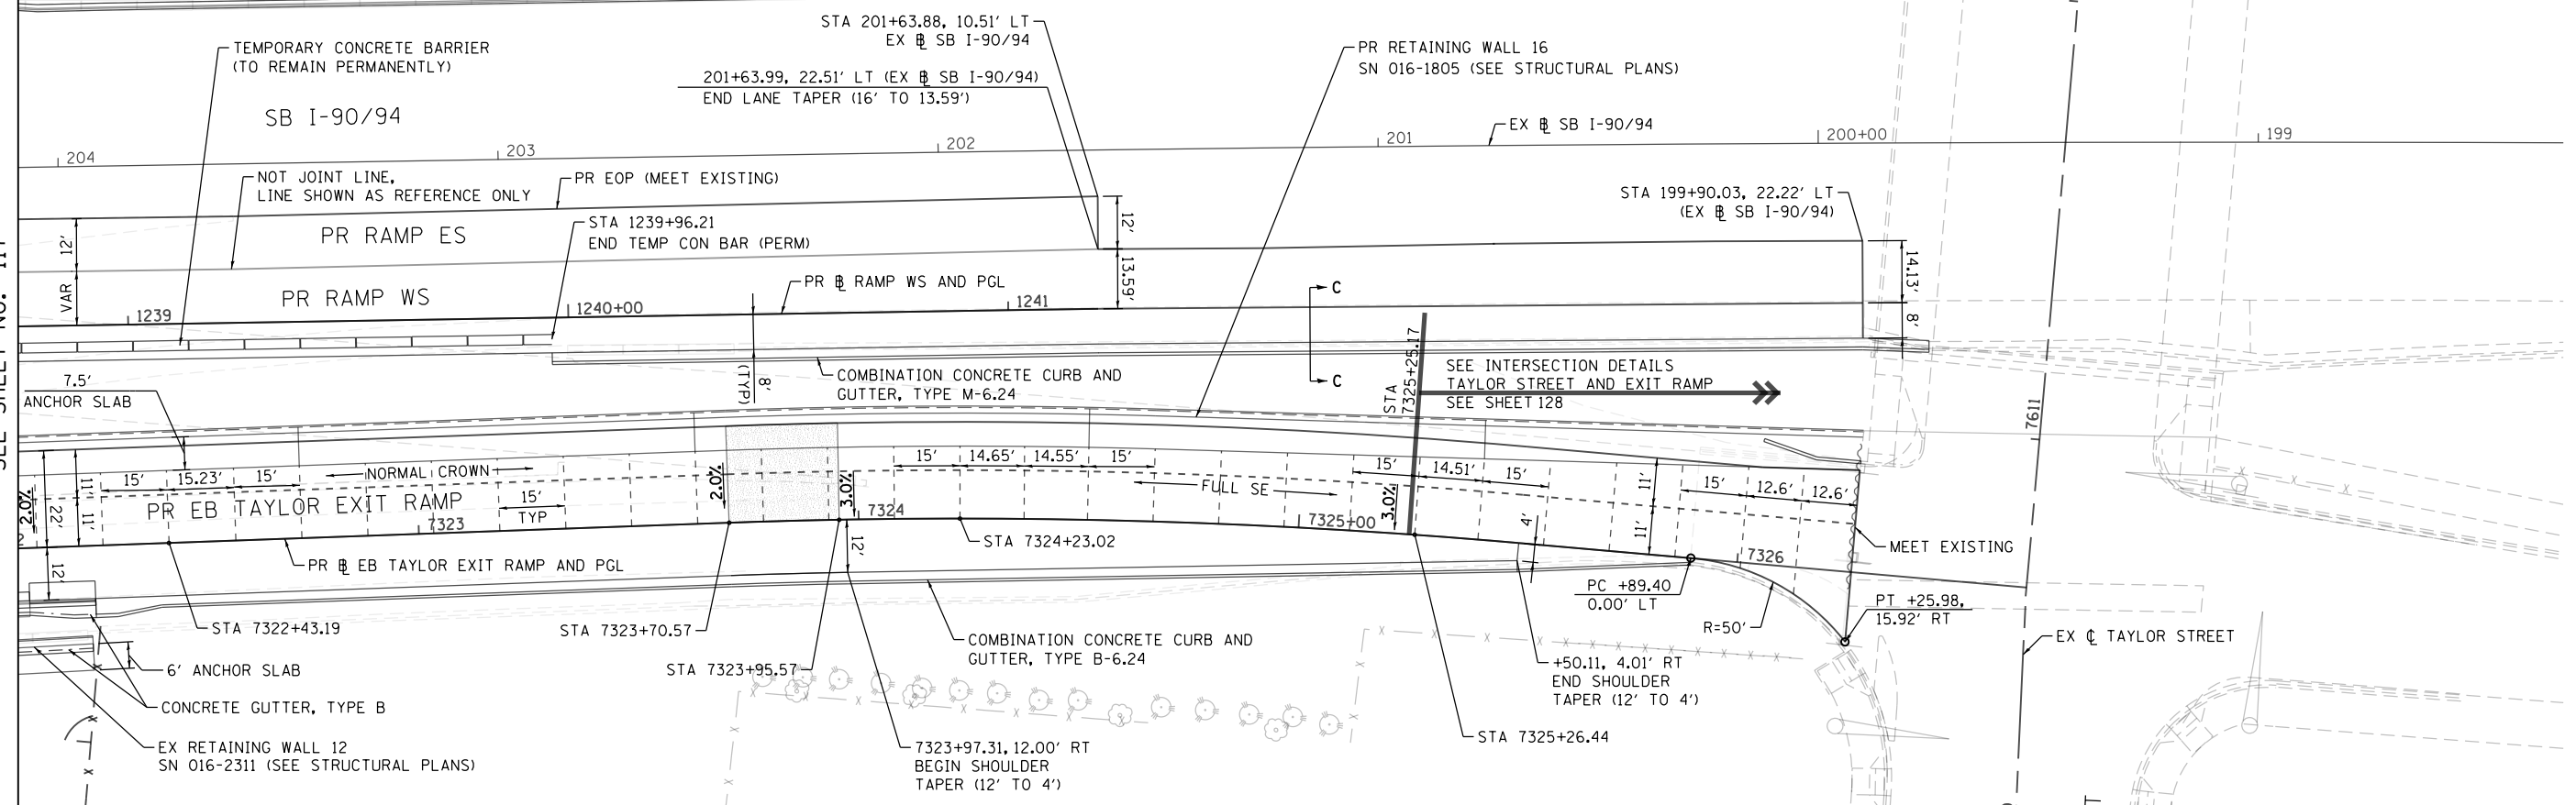 STA 201+63.88, 10.51' LT
EX ℄ SB I-90/94
TEMPORARY CONCRETE BARRIER
(TO REMAIN PERMANENTLY)
PR RETAINING WALL 16
SN 016-1805 (SEE STRUCTURAL PLANS)
201+63.99, 22.51' LT (EX ℄ SB I-90/94)
END LANE TAPER (16' TO 13.59')
SB I-90/94
EX ℄ SB I-90/94
204
203
202
201
200+00
199
NOT JOINT LINE,
LINE SHOWN AS REFERENCE ONLY
PR EOP (MEET EXISTING)
STA 199+90.03, 22.22' LT
(EX ℄ SB I-90/94)
STA 1239+96.21
END TEMP CON BAR (PERM)
12'
PR RAMP ES
12'
VAR
PR RAMP WS
PR ℄ RAMP WS AND PGL
13.59'
14.13'
8'
1239
1240+00
1241
C
C
8'
(TYP)
COMBINATION CONCRETE CURB AND
GUTTER, TYPE M-6.24
STA
7325+25.17
SEE INTERSECTION DETAILS
TAYLOR STREET AND EXIT RAMP
SEE SHEET 128
7.5'
ANCHOR SLAB
7611
2.0%
22'
11'
11'
15'
15.23'
15'
NORMAL CROWN
15'
TYP
PR EB TAYLOR EXIT RAMP
2.0%
3.0%
15'
14.65'
14.55'
15'
FULL SE
15'
14.51'
15'
3.0%
11'
11'
15'
12.6'
12.6'
7323
7324
7325+00
7326
4'
12'
12'
STA 7324+23.02
MEET EXISTING
PR ℄ EB TAYLOR EXIT RAMP AND PGL
PC +89.40
0.00' LT
PT +25.98,
15.92' RT
R=50'
STA 7322+43.19
STA 7323+70.57
STA 7323+95.57
COMBINATION CONCRETE CURB AND
GUTTER, TYPE B-6.24
EX ℄ TAYLOR STREET
6' ANCHOR SLAB
+50.11, 4.01' RT
END SHOULDER
TAPER (12' TO 4')
CONCRETE GUTTER, TYPE B
STA 7325+26.44
EX RETAINING WALL 12
SN 016-2311 (SEE STRUCTURAL PLANS)
7323+97.31, 12.00' RT
BEGIN SHOULDER
TAPER (12' TO 4')